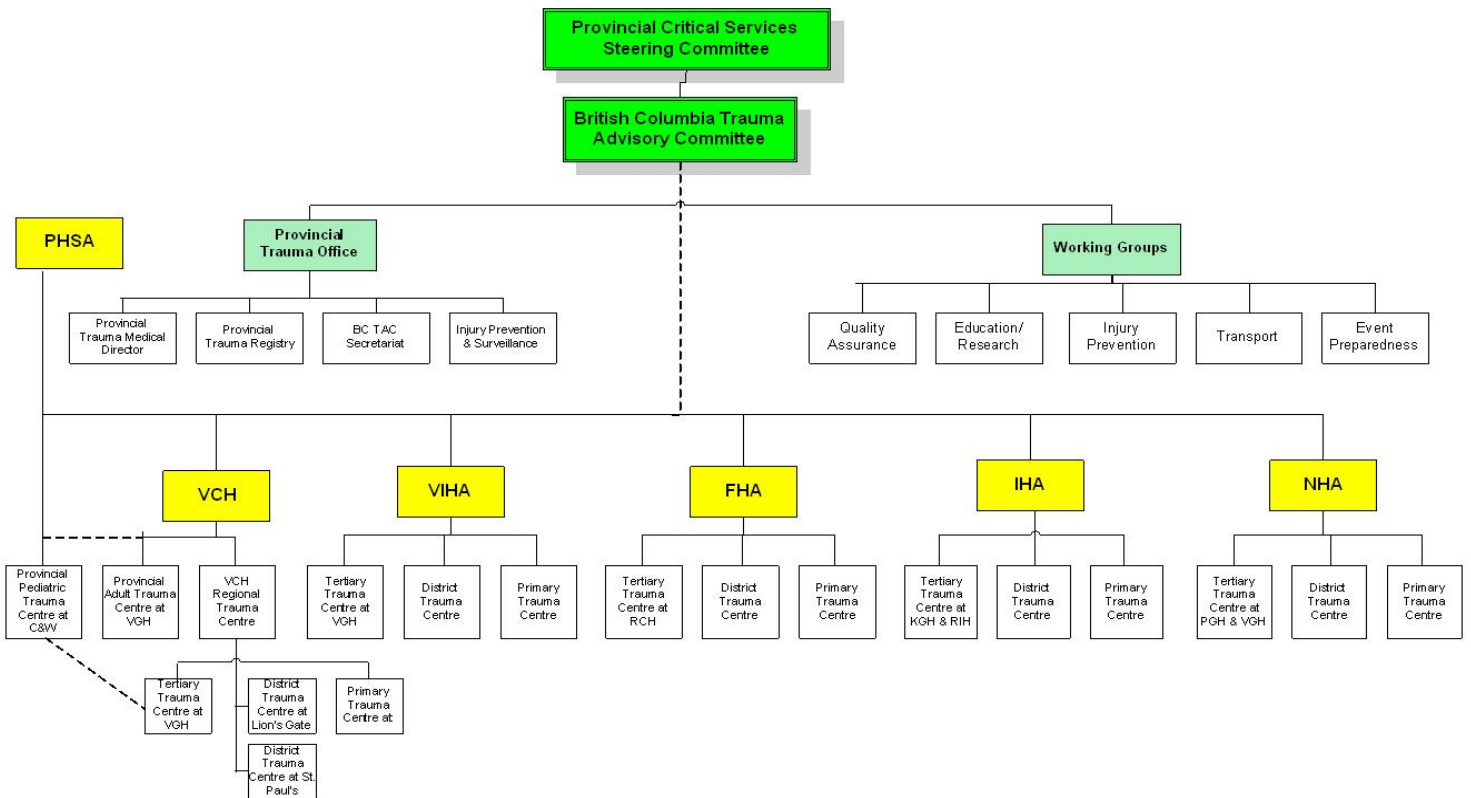 Provincial Critical Services
Steering Committee
British Columbia Trauma
Advisory Committee
PHSA
Provincial
Trauma Office
Working Groups
Provincial
Trauma Medical
Director
Provincial
Trauma Registry
BC TAC
Secretariat
Injury Prevention
& Surveillance
Quality
Assurance
Education/
Research
Injury
Prevention
Transport
Event
Preparedness
VCH
VIHA
FHA
IHA
NHA
Provincial
Pediatric
Trauma
Centre at
C&W
Provincial
Adult Trauma
Centre at
VGH
VCH
Regional
Trauma
Centre
Tertiary
Trauma
Centre at
VGH
District
Trauma
Centre
Primary
Trauma
Centre
Tertiary
Trauma
Centre at
RCH
District
Trauma
Centre
Primary
Trauma
Centre
Tertiary
Trauma
Centre at
KGH & RIH
District
Trauma
Centre
Primary
Trauma
Centre
Tertiary
Trauma
Centre at
PGH & VGH
District
Trauma
Centre
Primary
Trauma
Centre
Tertiary
Trauma
Centre at
VGH
District
Trauma
Centre at
Lion's Gate
Primary
Trauma
Centre at
District
Trauma
Centre at St.
Paul's